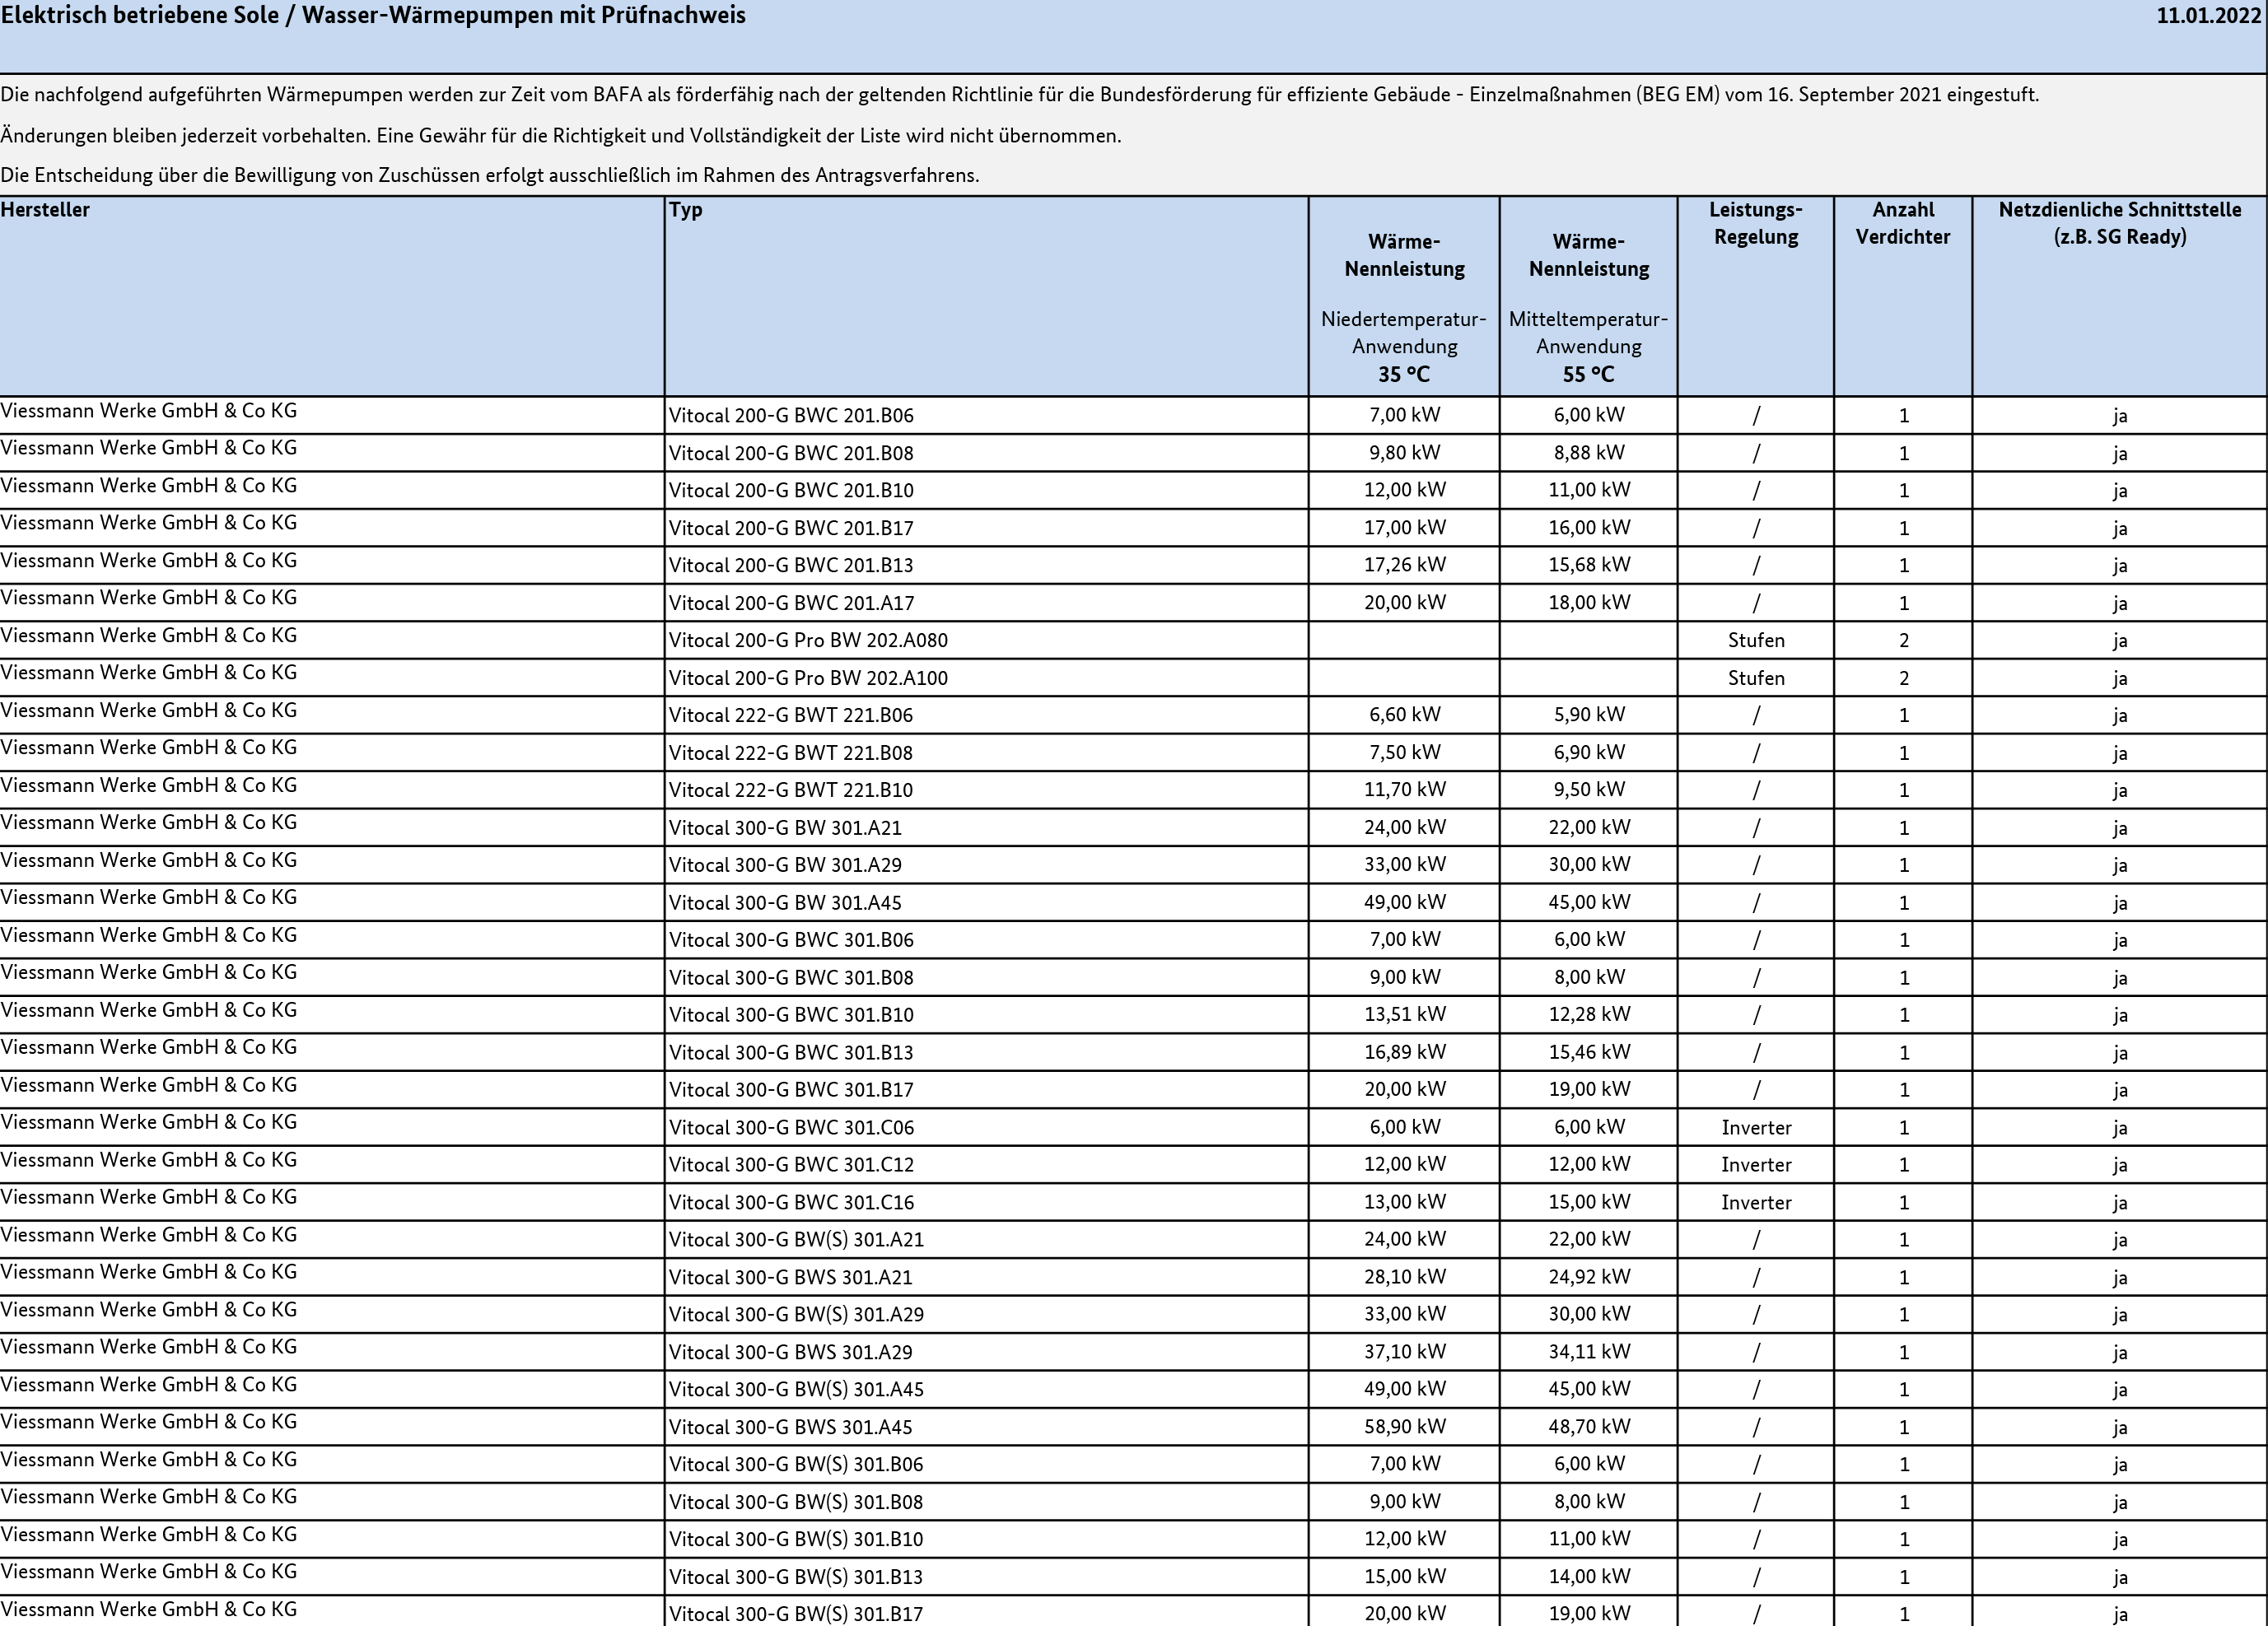 Elektrisch betriebene Sole / Wasser-Wärmepumpen mit Prüfnachweis 11.01.2022
Die nachfolgend aufgeführten Wärmepumpen werden zur Zeit vom BAFA als förderfähig nach der geltenden Richtlinie für die Bundesförderung für effiziente Gebäude - Einzelmaßnahmen (BEG EM) vom 16. September 2021 eingestuft.
Änderungen bleiben jederzeit vorbehalten. Eine Gewähr für die Richtigkeit und Vollständigkeit der Liste wird nicht übernommen.
Die Entscheidung über die Bewilligung von Zuschüssen erfolgt ausschließlich im Rahmen des Antragsverfahrens.
Hersteller
Typ
Wärme-
Nennleistung
Niedertemperatur-
Anwendung
35 °C
Wärme-
Nennleistung
Mitteltemperatur-
Anwendung
55 °C
Leistungs-
Regelung
Anzahl
Verdichter
Netzdienliche Schnittstelle
(z.B. SG Ready)
Viessmann Werke GmbH & Co KG Vitocal 200-G BWC 201.B06 7,00 kW 6,00 kW / 1 ja
Viessmann Werke GmbH & Co KG Vitocal 200-G BWC 201.B08 9,80 kW 8,88 kW / 1 ja
Viessmann Werke GmbH & Co KG Vitocal 200-G BWC 201.B10 12,00 kW 11,00 kW / 1 ja
Viessmann Werke GmbH & Co KG Vitocal 200-G BWC 201.B17 17,00 kW 16,00 kW / 1 ja
Viessmann Werke GmbH & Co KG Vitocal 200-G BWC 201.B13 17,26 kW 15,68 kW / 1 ja
Viessmann Werke GmbH & Co KG Vitocal 200-G BWC 201.A17 20,00 kW 18,00 kW / 1 ja
Viessmann Werke GmbH & Co KG Vitocal 200-G Pro BW 202.A080 Stufen 2 ja
Viessmann Werke GmbH & Co KG Vitocal 200-G Pro BW 202.A100 Stufen 2 ja
Viessmann Werke GmbH & Co KG Vitocal 222-G BWT 221.B06 6,60 kW 5,90 kW / 1 ja
Viessmann Werke GmbH & Co KG Vitocal 222-G BWT 221.B08 7,50 kW 6,90 kW / 1 ja
Viessmann Werke GmbH & Co KG Vitocal 222-G BWT 221.B10 11,70 kW 9,50 kW / 1 ja
Viessmann Werke GmbH & Co KG Vitocal 300-G BW 301.A21 24,00 kW 22,00 kW / 1 ja
Viessmann Werke GmbH & Co KG Vitocal 300-G BW 301.A29 33,00 kW 30,00 kW / 1 ja
Viessmann Werke GmbH & Co KG Vitocal 300-G BW 301.A45 49,00 kW 45,00 kW / 1 ja
Viessmann Werke GmbH & Co KG Vitocal 300-G BWC 301.B06 7,00 kW 6,00 kW / 1 ja
Viessmann Werke GmbH & Co KG Vitocal 300-G BWC 301.B08 9,00 kW 8,00 kW / 1 ja
Viessmann Werke GmbH & Co KG Vitocal 300-G BWC 301.B10 13,51 kW 12,28 kW / 1 ja
Viessmann Werke GmbH & Co KG Vitocal 300-G BWC 301.B13 16,89 kW 15,46 kW / 1 ja
Viessmann Werke GmbH & Co KG Vitocal 300-G BWC 301.B17 20,00 kW 19,00 kW / 1 ja
Viessmann Werke GmbH & Co KG Vitocal 300-G BWC 301.C06 6,00 kW 6,00 kW Inverter 1 ja
Viessmann Werke GmbH & Co KG Vitocal 300-G BWC 301.C12 12,00 kW 12,00 kW Inverter 1 ja
Viessmann Werke GmbH & Co KG Vitocal 300-G BWC 301.C16 13,00 kW 15,00 kW Inverter 1 ja
Viessmann Werke GmbH & Co KG Vitocal 300-G BW(S) 301.A21 24,00 kW 22,00 kW / 1 ja
Viessmann Werke GmbH & Co KG Vitocal 300-G BWS 301.A21 28,10 kW 24,92 kW / 1 ja
Viessmann Werke GmbH & Co KG Vitocal 300-G BW(S) 301.A29 33,00 kW 30,00 kW / 1 ja
Viessmann Werke GmbH & Co KG Vitocal 300-G BWS 301.A29 37,10 kW 34,11 kW / 1 ja
Viessmann Werke GmbH & Co KG Vitocal 300-G BW(S) 301.A45 49,00 kW 45,00 kW / 1 ja
Viessmann Werke GmbH & Co KG Vitocal 300-G BWS 301.A45 58,90 kW 48,70 kW / 1 ja
Viessmann Werke GmbH & Co KG Vitocal 300-G BW(S) 301.B06 7,00 kW 6,00 kW / 1 ja
Viessmann Werke GmbH & Co KG Vitocal 300-G BW(S) 301.B08 9,00 kW 8,00 kW / 1 ja
Viessmann Werke GmbH & Co KG Vitocal 300-G BW(S) 301.B10 12,00 kW 11,00 kW / 1 ja
Viessmann Werke GmbH & Co KG Vitocal 300-G BW(S) 301.B13 15,00 kW 14,00 kW / 1 ja
Viessmann Werke GmbH & Co KG Vitocal 300-G BW(S) 301.B17 20,00 kW 19,00 kW / 1 ja